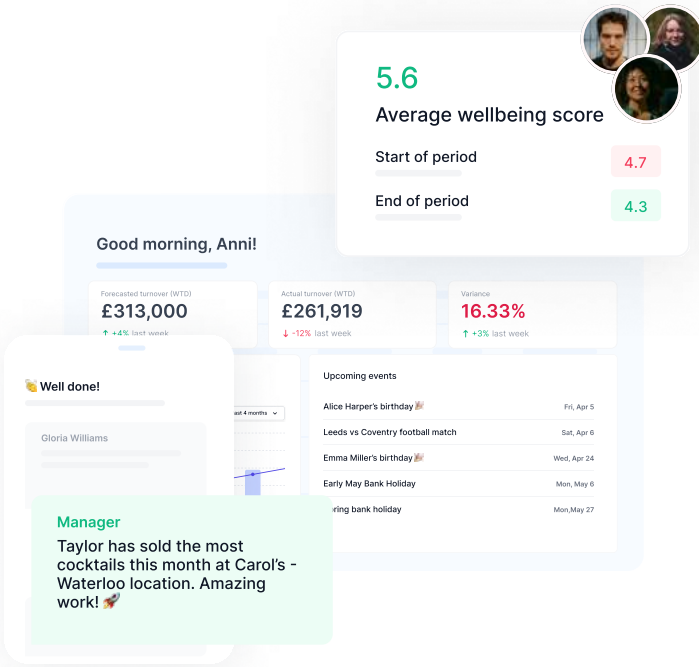 5.6
Average wellbeing score
Start of period
4.7
End of period
4.3
Good morning, Anni!
Forecasted turnover (WTD)
£313,000
↑ +4% last week
Actual turnover (WTD)
£261,919
↓ -12% last week
Variance
16.33%
↑ +3% last week
👏 Well done!
Gloria Williams
4 months
Upcoming events
Alice Harper's birthday🎉
Fri, Apr 5
Leeds vs Coventry football match
Sat, Apr 6
Emma Miller's birthday🎉
Wed, Apr 24
Early May Bank Holiday
Mon, May 6
bank holiday
Mon,May 27
Manager
Taylor has sold the most
cocktails this month at Carol's -
Waterloo location. Amazing
work! 🚀